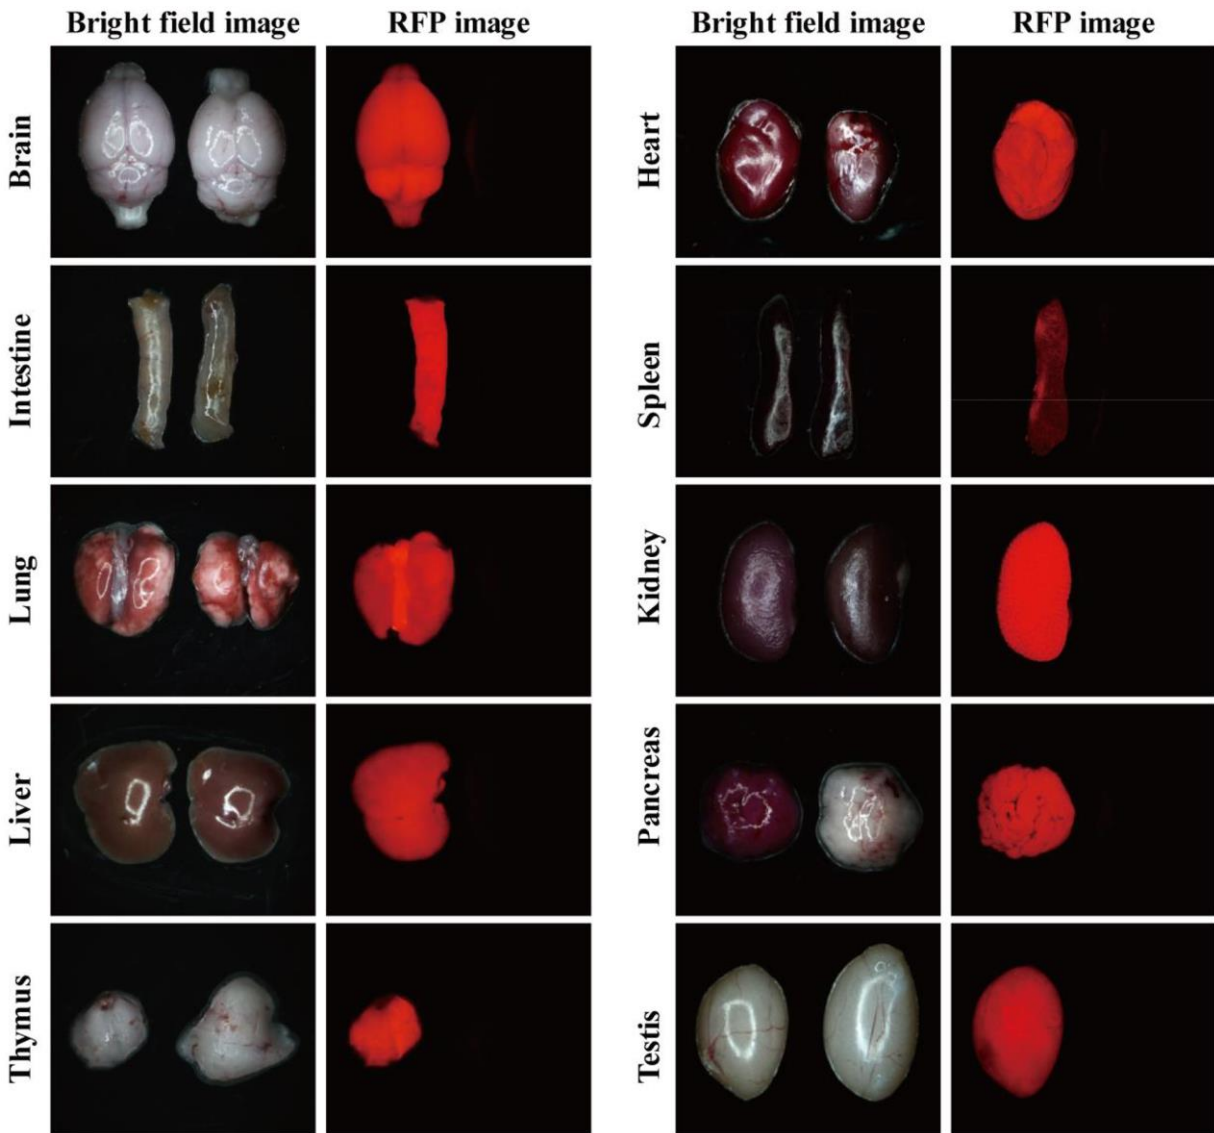 Bright field image RFP image Bright field image RFP image
Brain
Heart
Intestine
Spleen
Lung
Kidney
Liver
Pancreas
Thymus
Testis